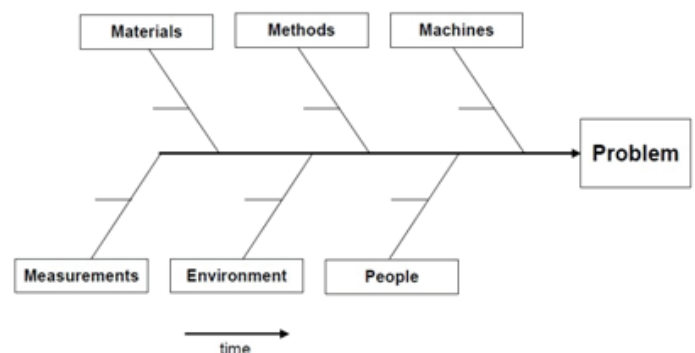 Materials
Methods
Machines
Problem
Measurements
Environment
People
time